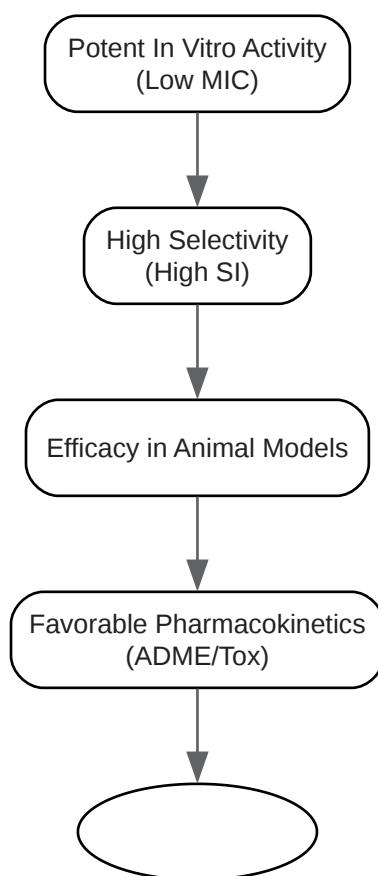 Potent In Vitro Activity
(Low MIC)
High Selectivity
(High SI)
Efficacy in Animal Models
Favorable Pharmacokinetics
(ADME/Tox)